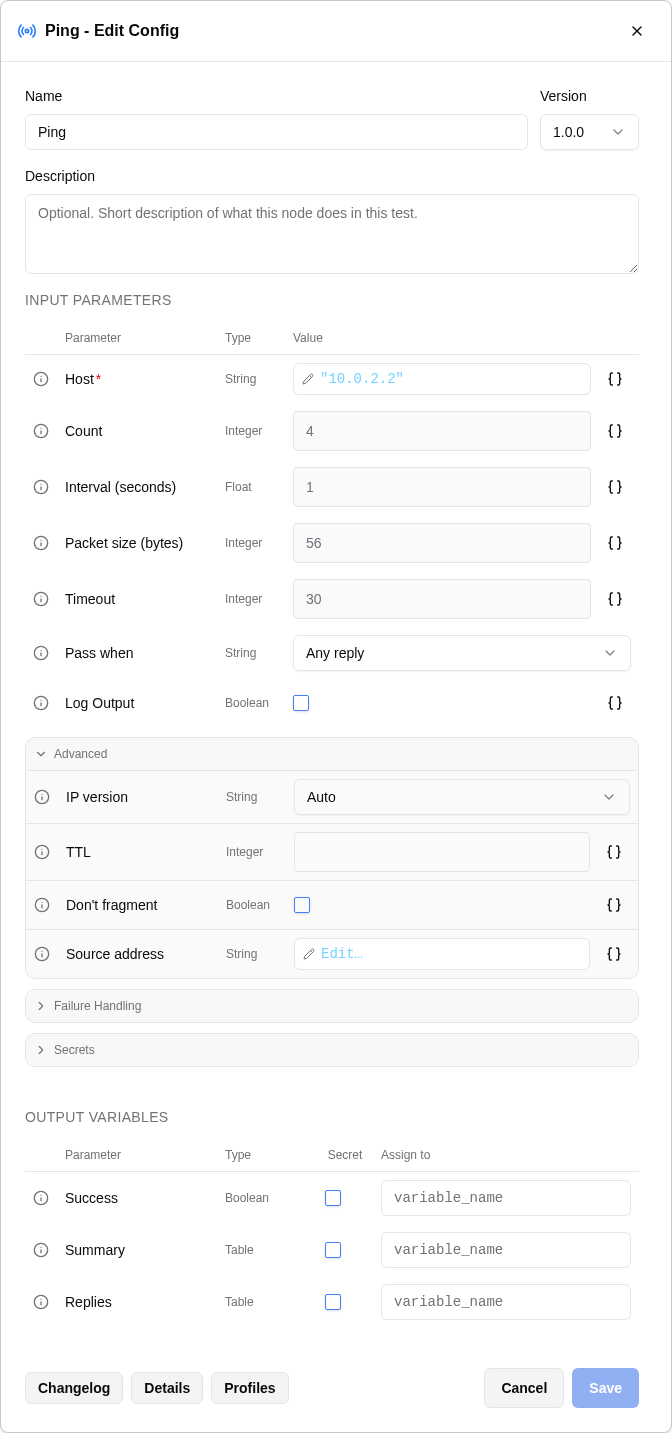 Ping - Edit Config
Name
Version
Ping
1.0.0
Description
Optional. Short description of what this node does in this test.
INPUT PARAMETERS
Parameter Type Value
Host* String "10.0.2.2" {}
Count Integer 4 {}
Interval (seconds) Float 1 {}
Packet size (bytes) Integer 56 {}
Timeout Integer 30 {}
Pass when String Any reply
Log Output Boolean {}
Advanced
IP version String Auto
TTL Integer {}
Don't fragment Boolean {}
Source address String Edit… {}
Failure Handling
Secrets
OUTPUT VARIABLES
Parameter Type Secret Assign to
Success Boolean variable_name
Summary Table variable_name
Replies Table variable_name
Changelog Details Profiles Cancel Save